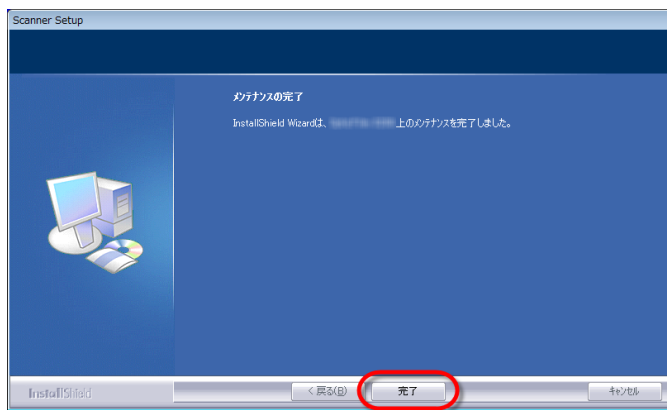 Scanner Setup
メンテナンスの完了
InstallShield Wizardは、 上のメンテナンスを完了しました。
InstallShield
< 戻る(B)
完了
キャンセル